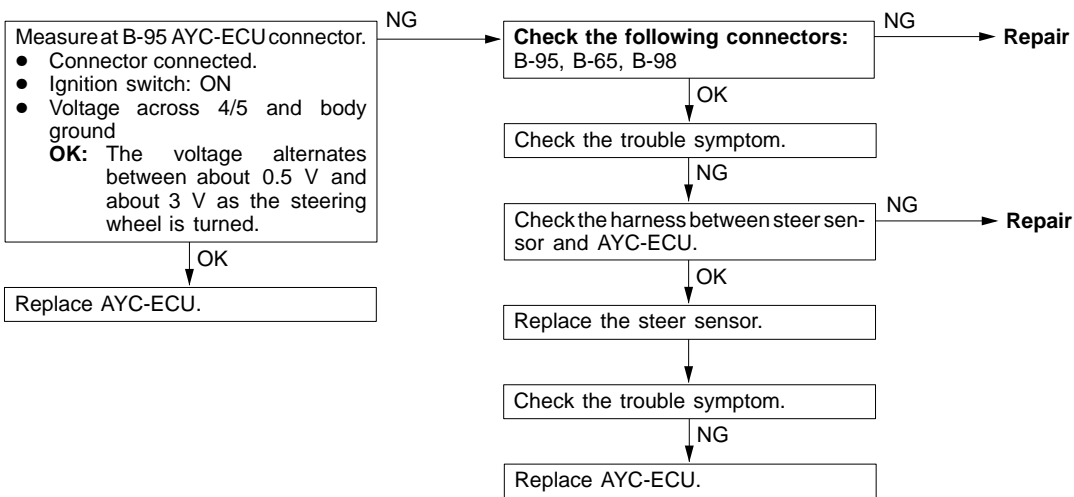 Measure at B-95 AYC-ECU connector.
● Connector connected.
● Ignition switch: ON
● Voltage across 4/5 and body
ground
OK: The voltage alternates
between about 0.5 V and
about 3 V as the steering
wheel is turned.
OK
Replace AYC-ECU.
NG
Check the following connectors:
B-95, B-65, B-98
NG
Repair
OK
Check the trouble symptom.
NG
Check the harness between steer sen-
sor and AYC-ECU.
NG
Repair
OK
Replace the steer sensor.
Check the trouble symptom.
NG
Replace AYC-ECU.